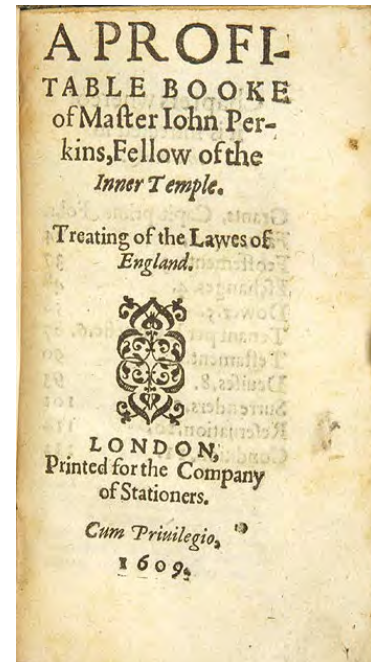 A PROFI-
TABLE BOOKE
of Maſter Iohn Per-
kins,Fellow of the
Inner Temple.
Treating of the Lawes of
England.
LONDON,
Printed for the Company
of Stationers.
Cum Priuilegio,
1609.